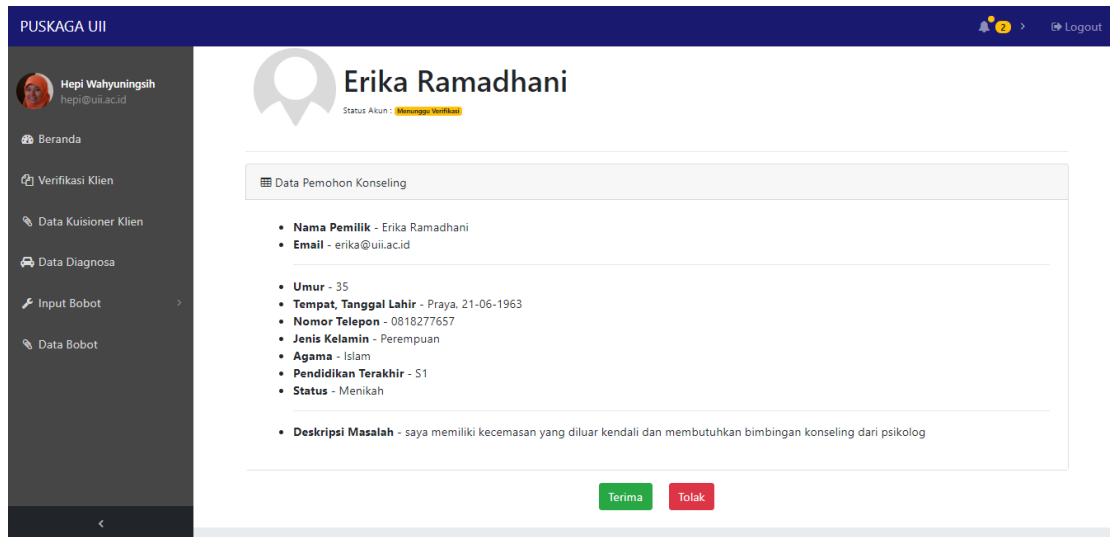 PUSKAGA UII
2
Logout
Hepi Wahyuningsih
hepi@uii.ac.id
Beranda
Verifikasi Klien
Data Kuisioner Klien
Data Diagnosa
Input Bobot
Data Bobot
Erika Ramadhani
Status Akun : Menunggu Verifikasi
Data Pemohon Konseling
Nama Pemilik - Erika Ramadhani
Email - erika@uii.ac.id
Umur - 35
Tempat, Tanggal Lahir - Praya, 21-06-1963
Nomor Telepon - 0818277657
Jenis Kelamin - Perempuan
Agama - Islam
Pendidikan Terakhir - S1
Status - Menikah
Deskripsi Masalah - saya memiliki kecemasan yang diluar kendali dan membutuhkan bimbingan konseling dari psikolog
Terima
Tolak